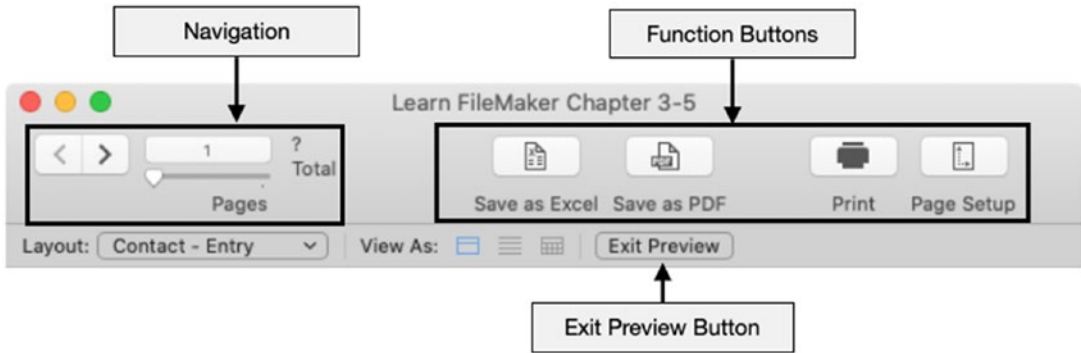 Navigation
Function Buttons
Learn FileMaker Chapter 3-5
1
?
Total
Pages
Save as Excel
Save as PDF
PDF
Print
Page Setup
Layout: Contact - Entry
View As:
Exit Preview
Exit Preview Button